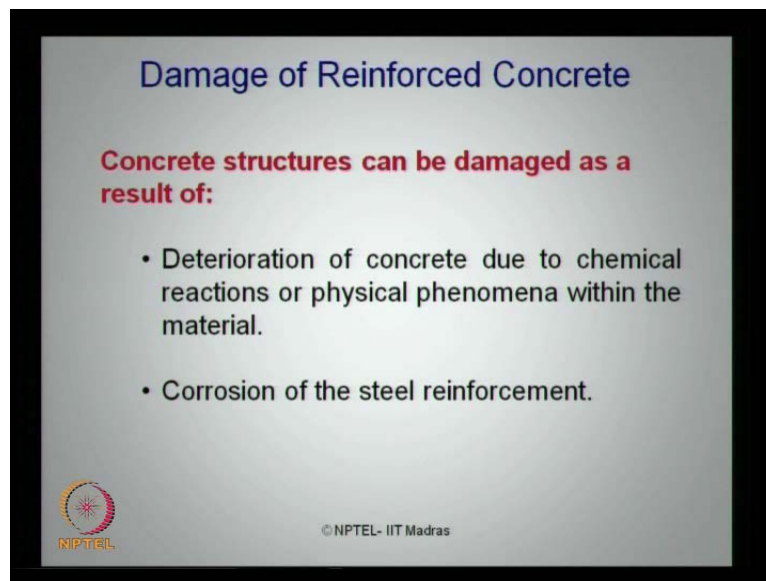 Damage of Reinforced Concrete
Concrete structures can be damaged as a
result of:
• Deterioration of concrete due to chemical
reactions or physical phenomena within the
material.
• Corrosion of the steel reinforcement.
NPTEL
© NPTEL- IIT Madras